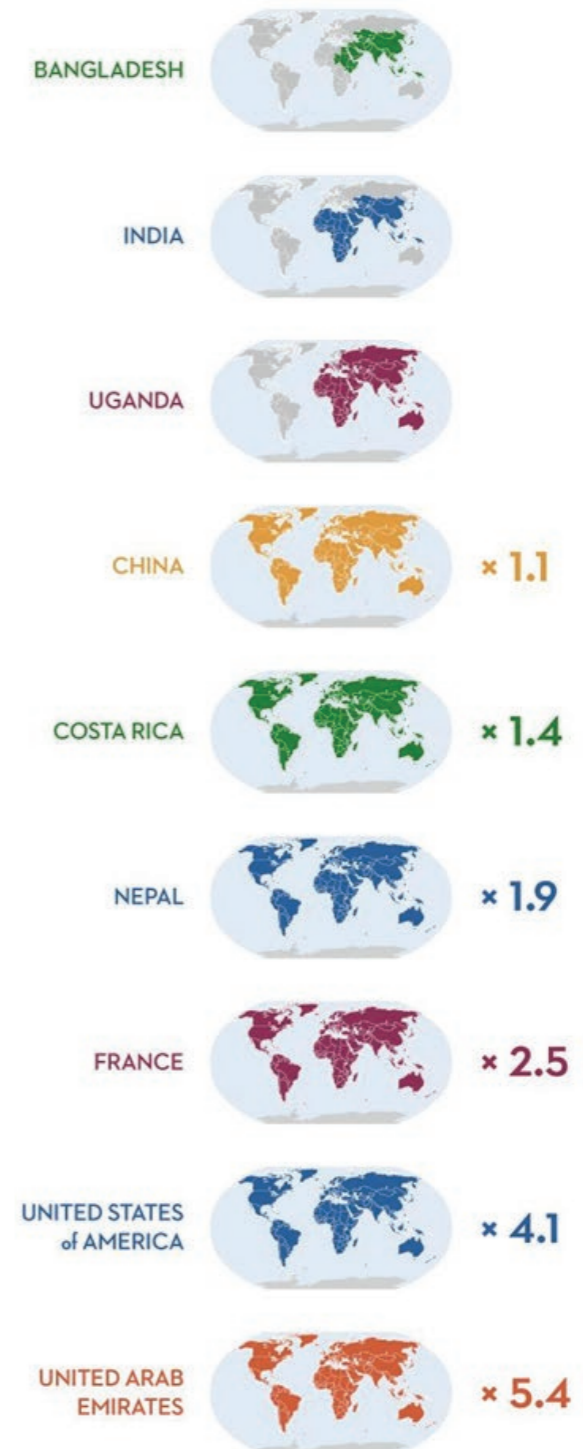 BANGLADESH
INDIA
UGANDA
CHINA
× 1.1
COSTA RICA
× 1.4
NEPAL
× 1.9
FRANCE
× 2.5
UNITED STATES
of AMERICA
× 4.1
UNITED ARAB
EMIRATES
× 5.4